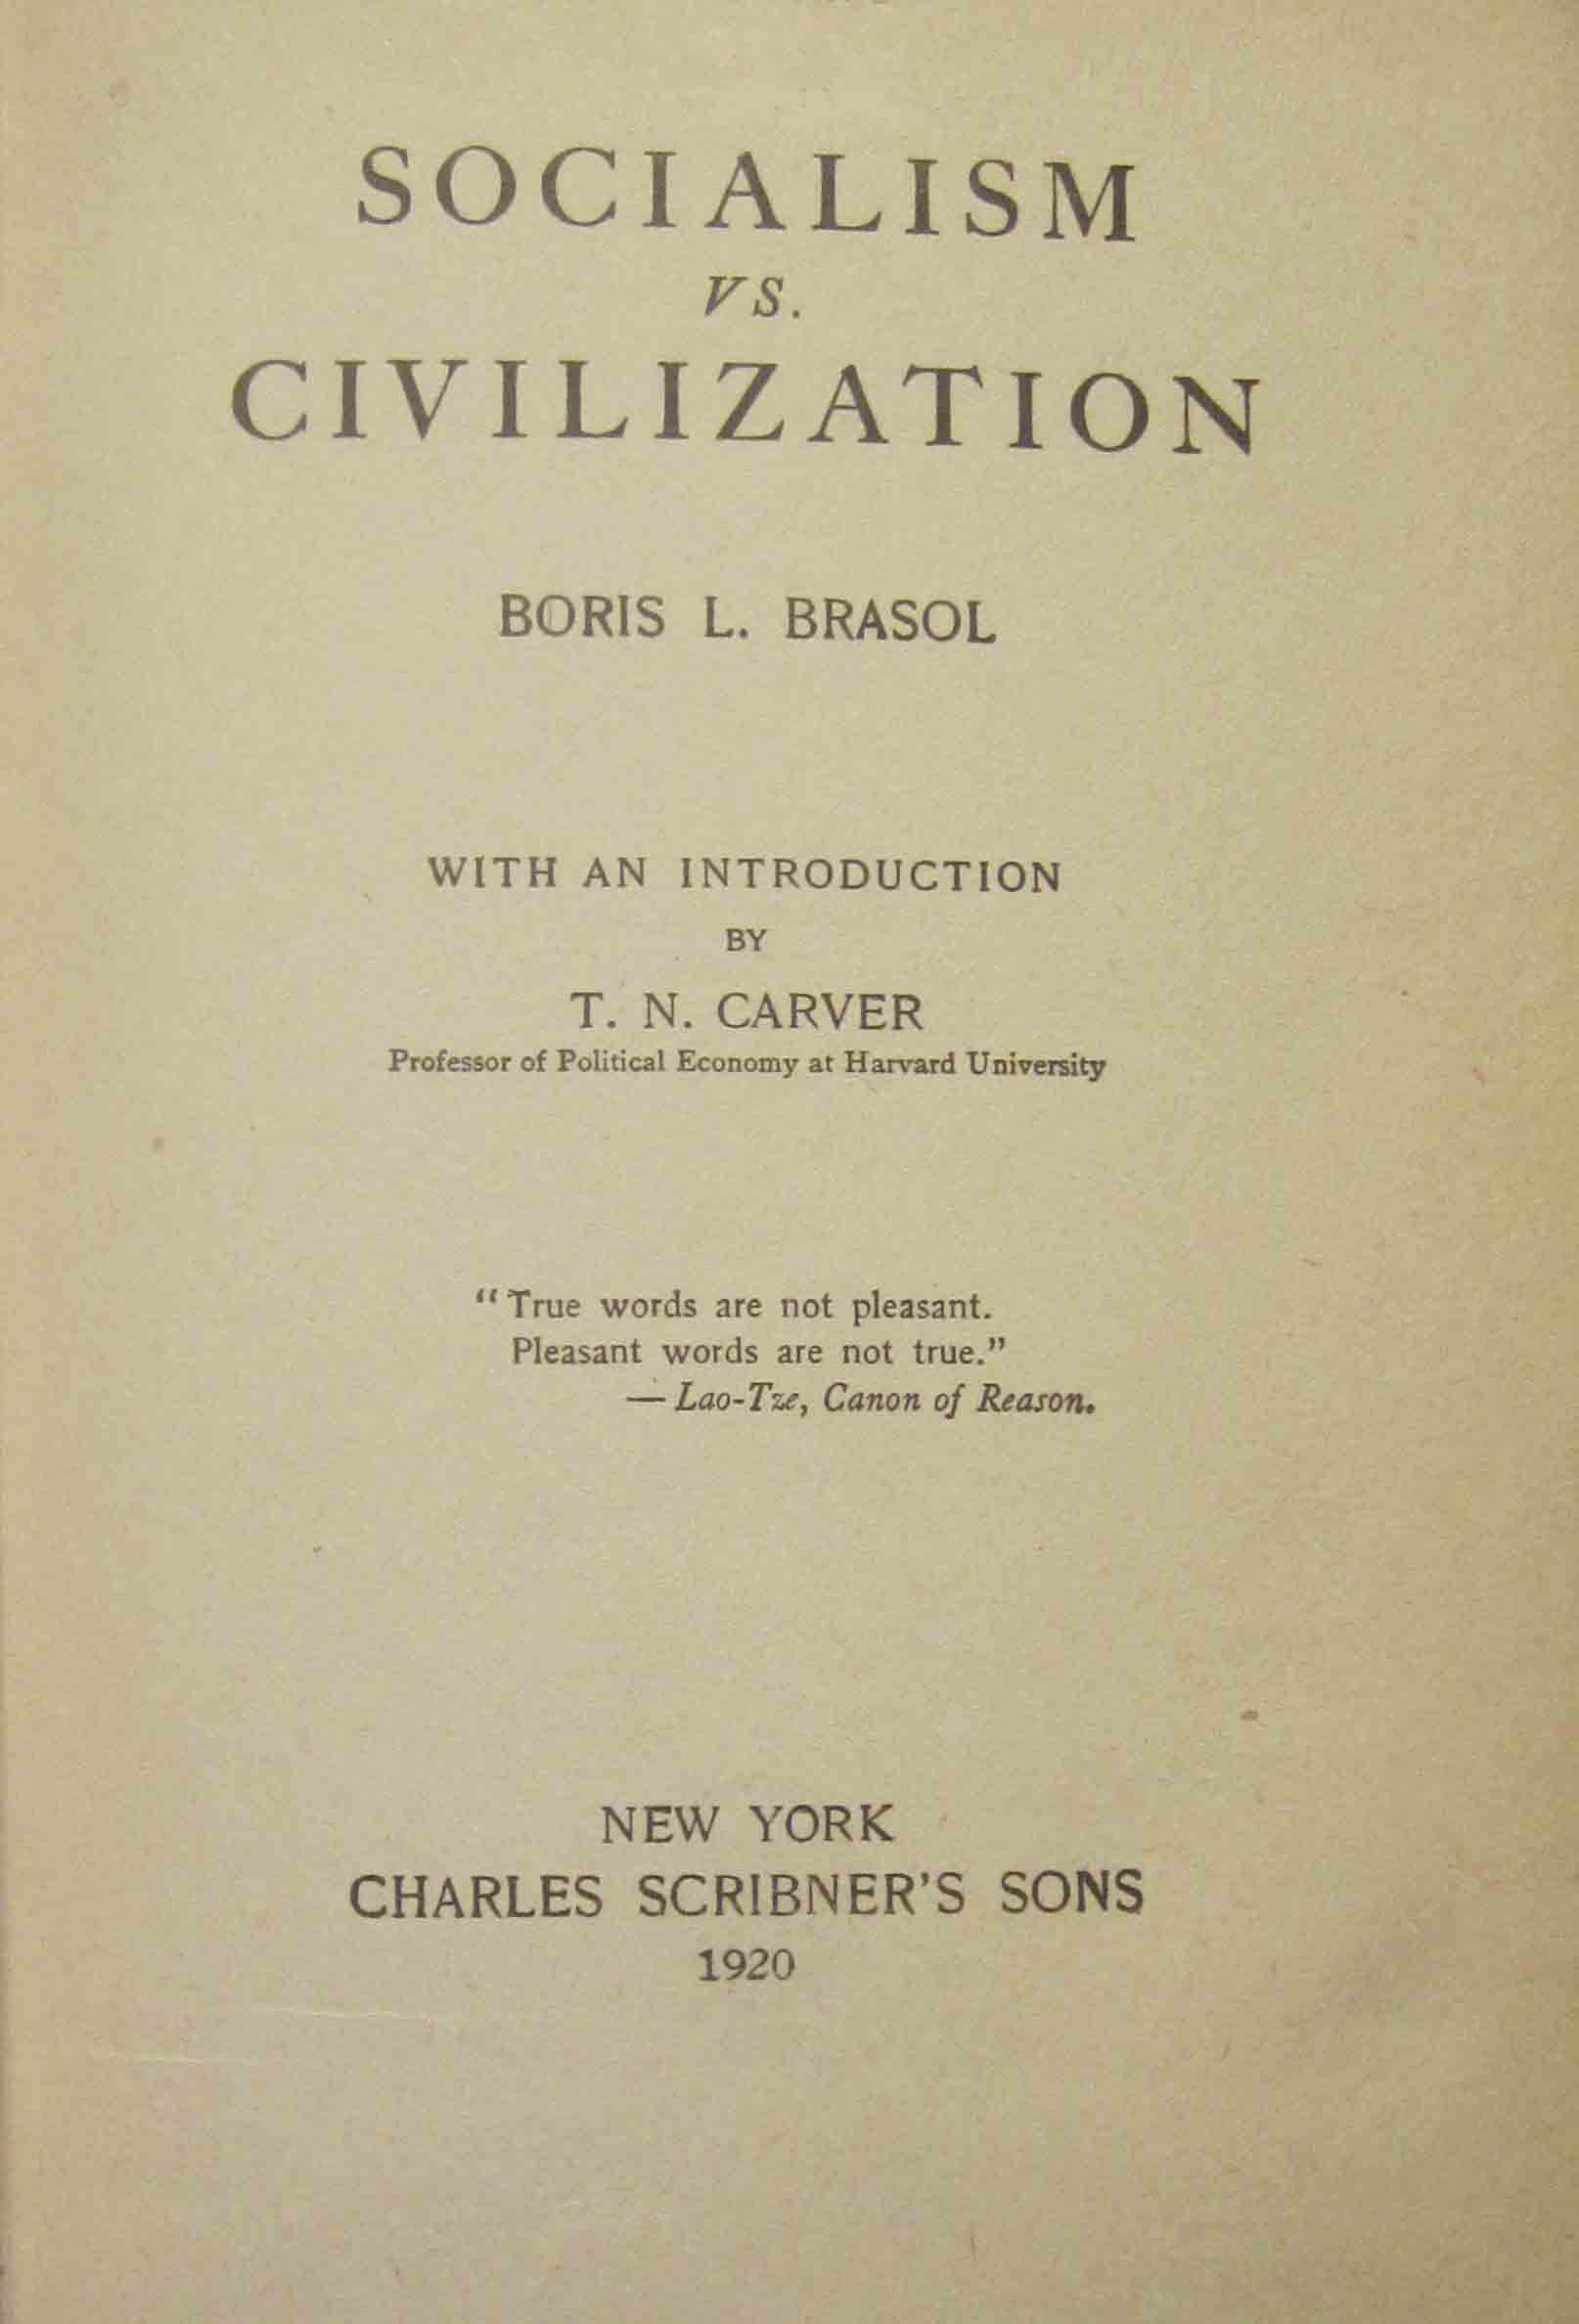 SOCIALISM
VS.
CIVILIZATION
BORIS L. BRASOL
WITH AN INTRODUCTION
BY
T. N. CARVER
Professor of Political Economy at Harvard University
“True words are not pleasant.
Pleasant words are not true.”
— Lao-Tze, Canon of Reason.
NEW YORK
CHARLES SCRIBNER'S SONS
1920